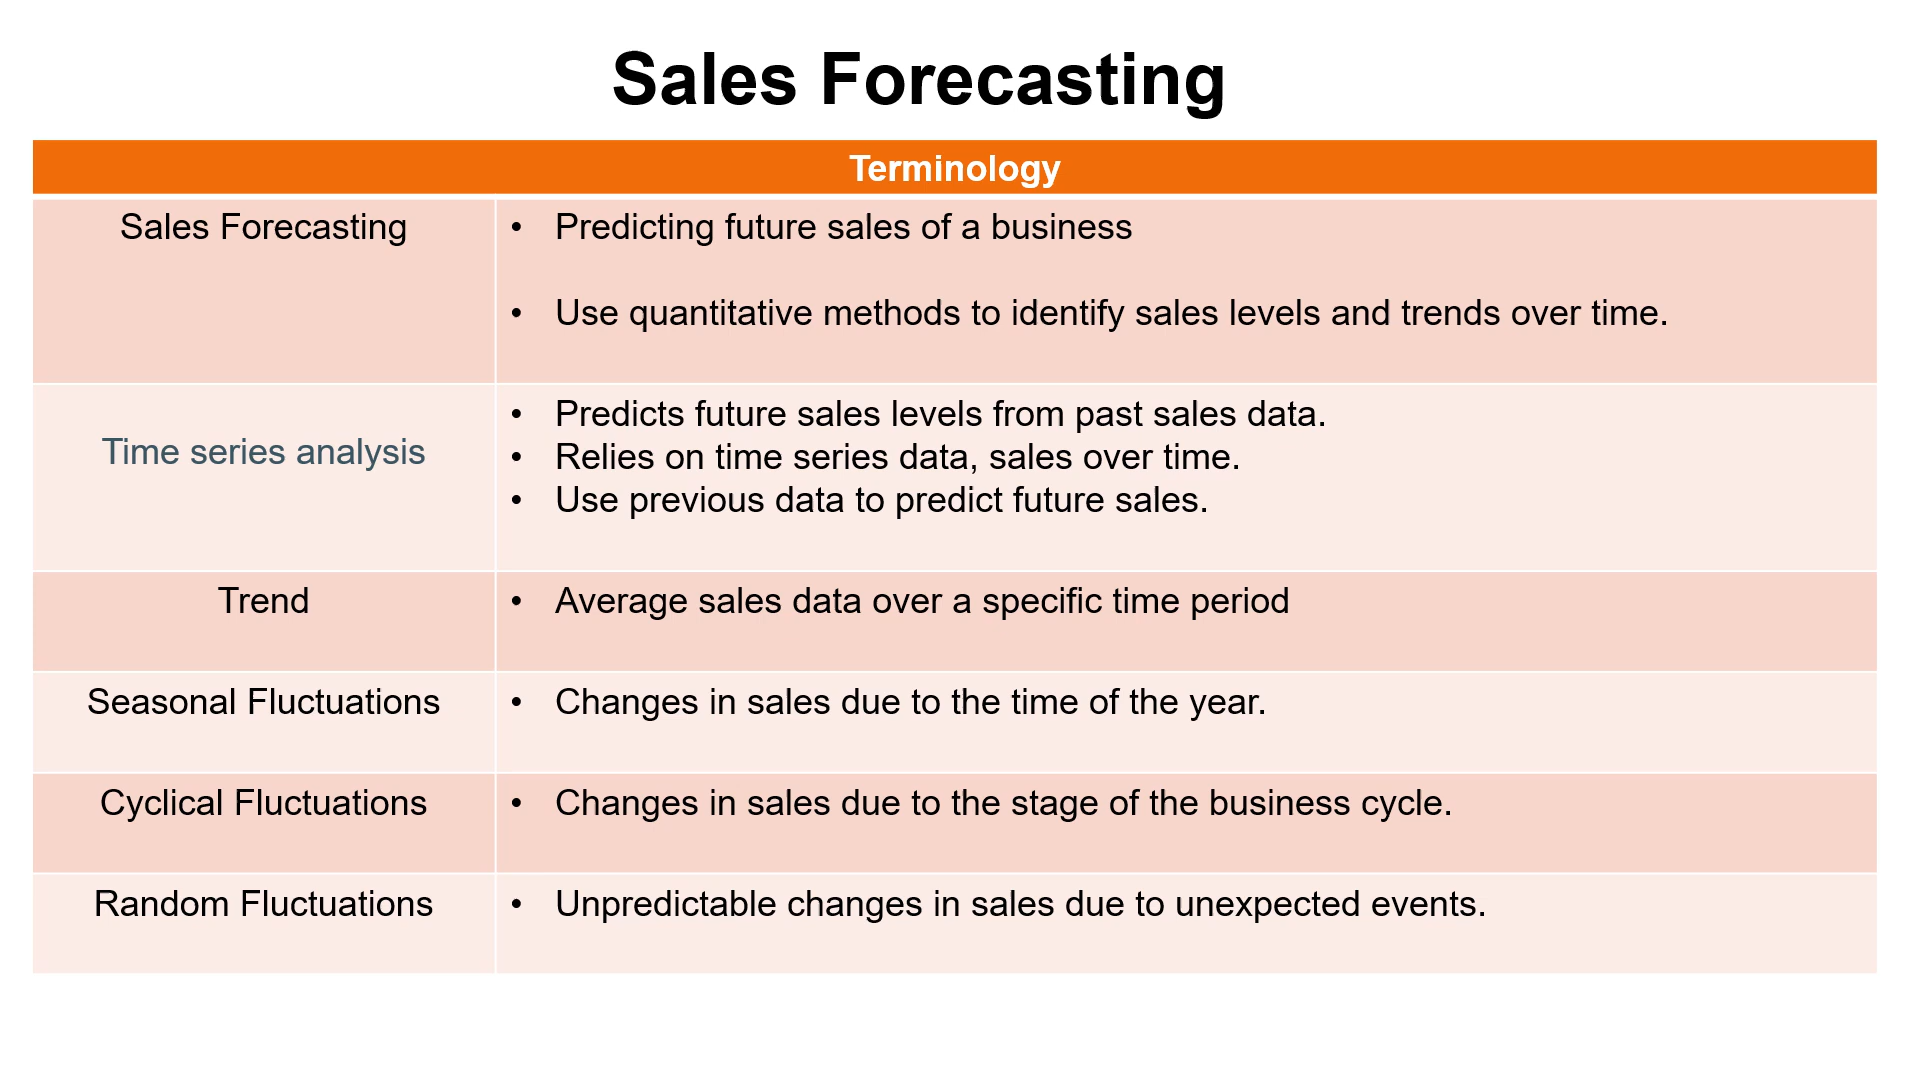 Sales Forecasting
Terminology
Sales Forecasting
• Predicting future sales of a business
• Use quantitative methods to identify sales levels and trends over time.
Time series analysis
• Predicts future sales levels from past sales data.
• Relies on time series data, sales over time.
• Use previous data to predict future sales.
Trend
• Average sales data over a specific time period
Seasonal Fluctuations
• Changes in sales due to the time of the year.
Cyclical Fluctuations
• Changes in sales due to the stage of the business cycle.
Random Fluctuations
• Unpredictable changes in sales due to unexpected events.